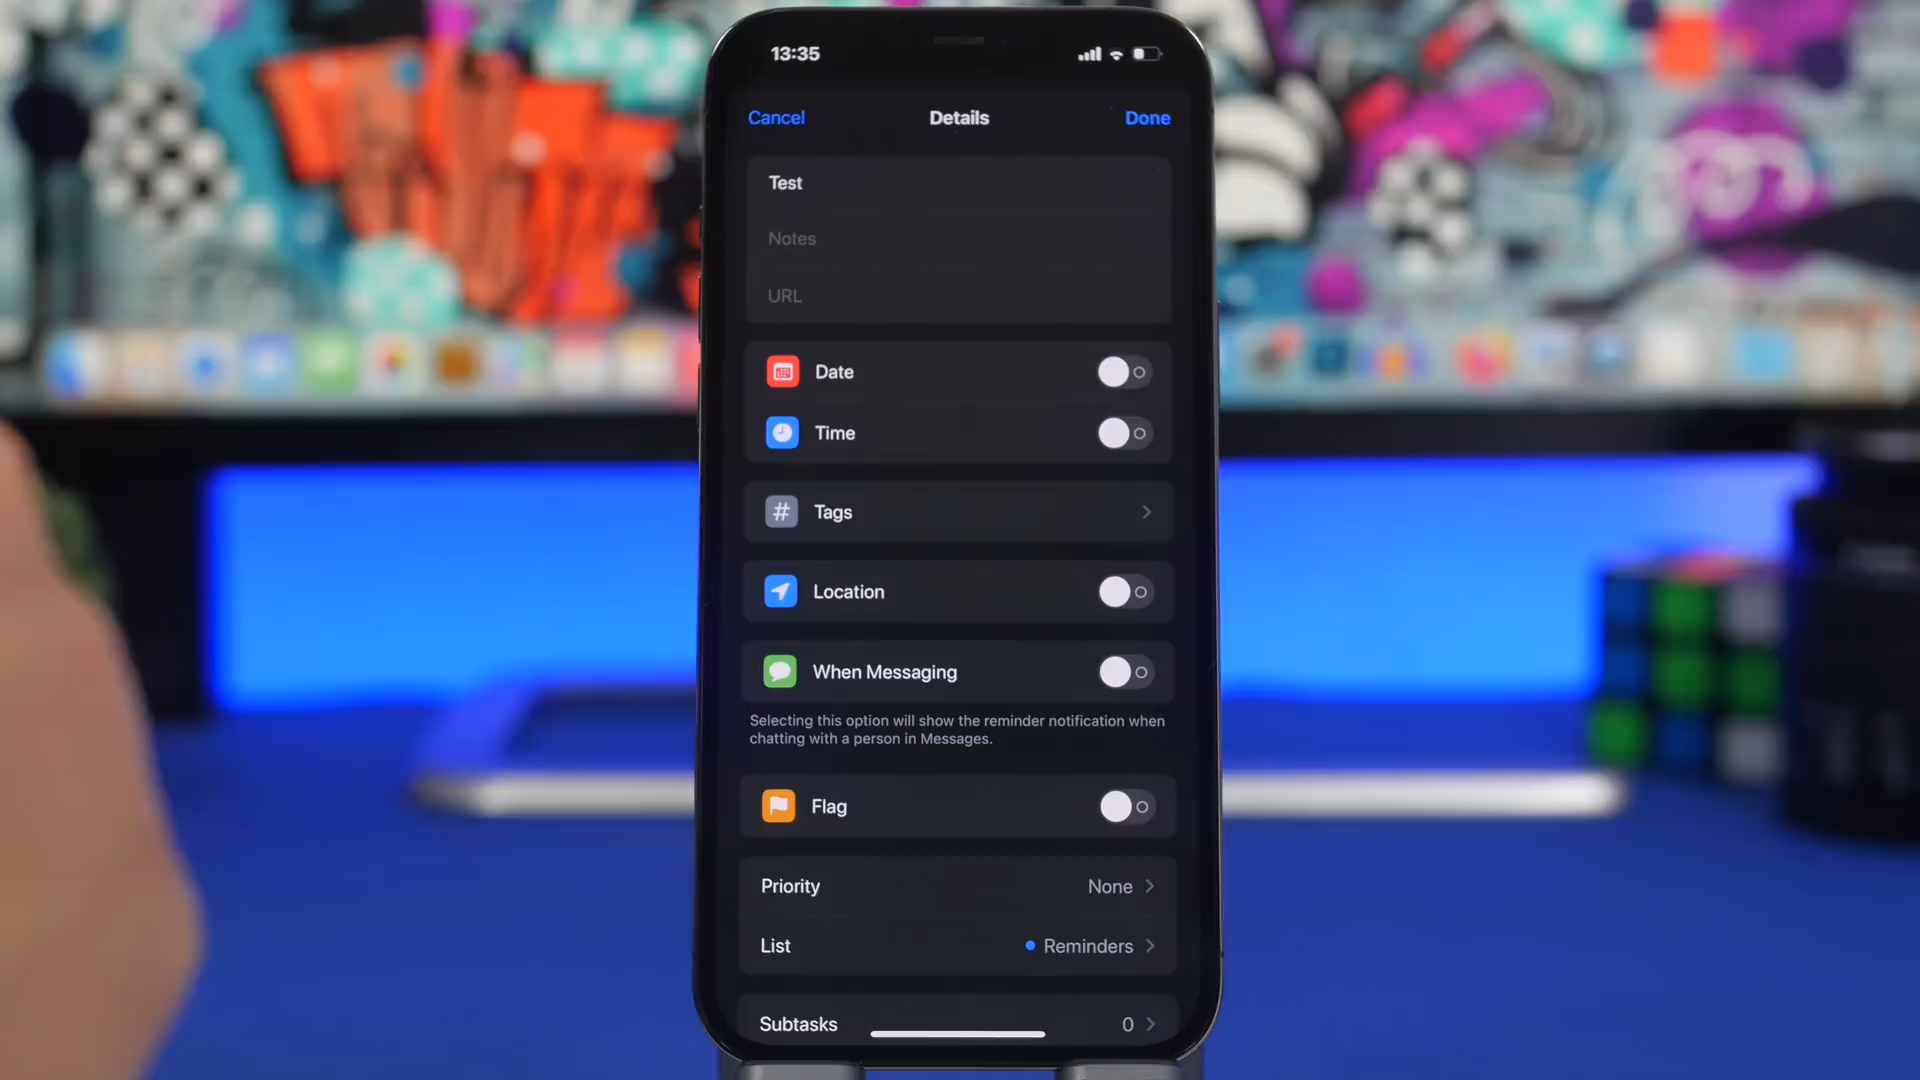 13:35
Cancel
Details
Done
Test
Notes
URL
Date
Time
#
Tags
Location
When Messaging
Selecting this option will show the reminder notification when
chatting with a person in Messages.
Flag
Priority
None
List
Reminders
Subtasks
0